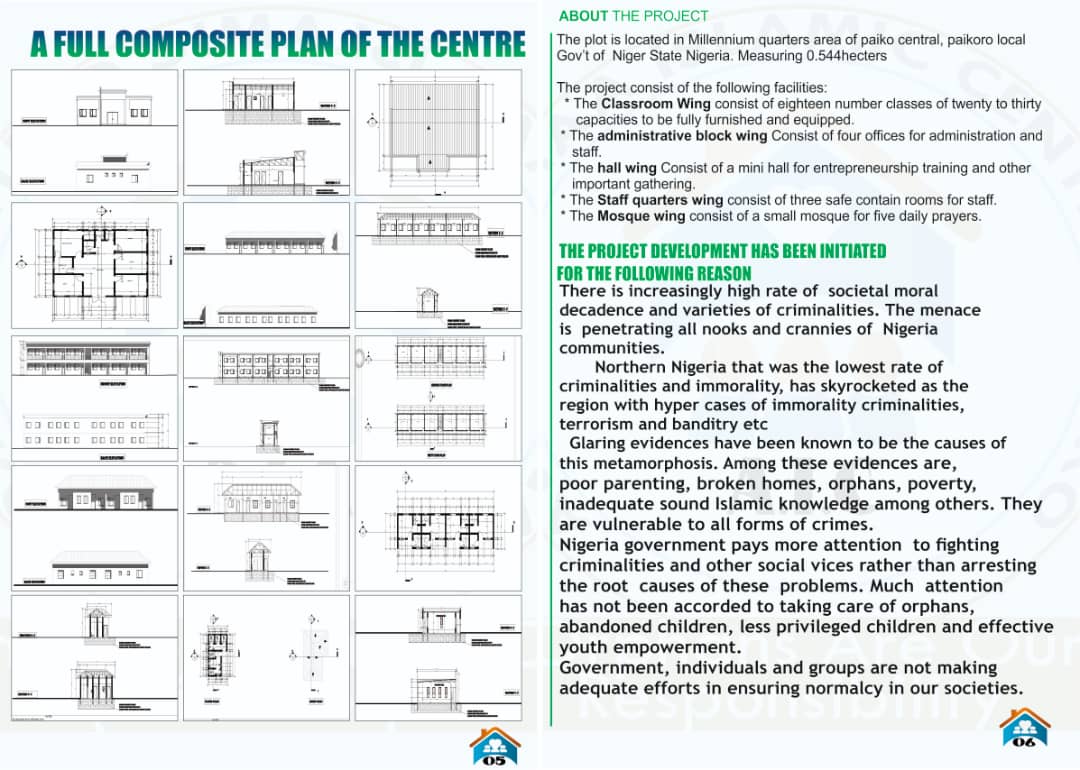 A FULL COMPOSITE PLAN OF THE CENTRE
05
ABOUT THE PROJECT
The plot is located in Millennium quarters area of paiko central, paikoro local
Gov't of Niger State Nigeria. Measuring 0.544hecters
The project consist of the following facilities:
* The Classroom Wing consist of eighteen number classes of twenty to thirty
capacities to be fully furnished and equipped.
* The administrative block wing Consist of four offices for administration and
staff.
* The hall wing Consist of a mini hall for entrepreneurship training and other
important gathering.
* The Staff quarters wing consist of three safe contain rooms for staff.
* The Mosque wing consist of a small mosque for five daily prayers.
THE PROJECT DEVELOPMENT HAS BEEN INITIATED
FOR THE FOLLOWING REASON
There is increasingly high rate of societal moral
decadence and varieties of criminalities. The menace
is penetrating all nooks and crannies of Nigeria
communities.
Northern Nigeria that was the lowest rate of
criminalities and immorality, has skyrocketed as the
region with hyper cases of immorality criminalities,
terrorism and banditry etc
Glaring evidences have been known to be the causes of
this metamorphosis. Among these evidences are,
poor parenting, broken homes, orphans, poverty,
inadequate sound Islamic knowledge among others. They
are vulnerable to all forms of crimes.
Nigeria government pays more attention to fighting
criminalities and other social vices rather than arresting
the root causes of these problems. Much attention
has not been accorded to taking care of orphans,
abandoned children, less privileged children and effective
youth empowerment.
Government, individuals and groups are not making
adequate efforts in ensuring normalcy in our societies.
06